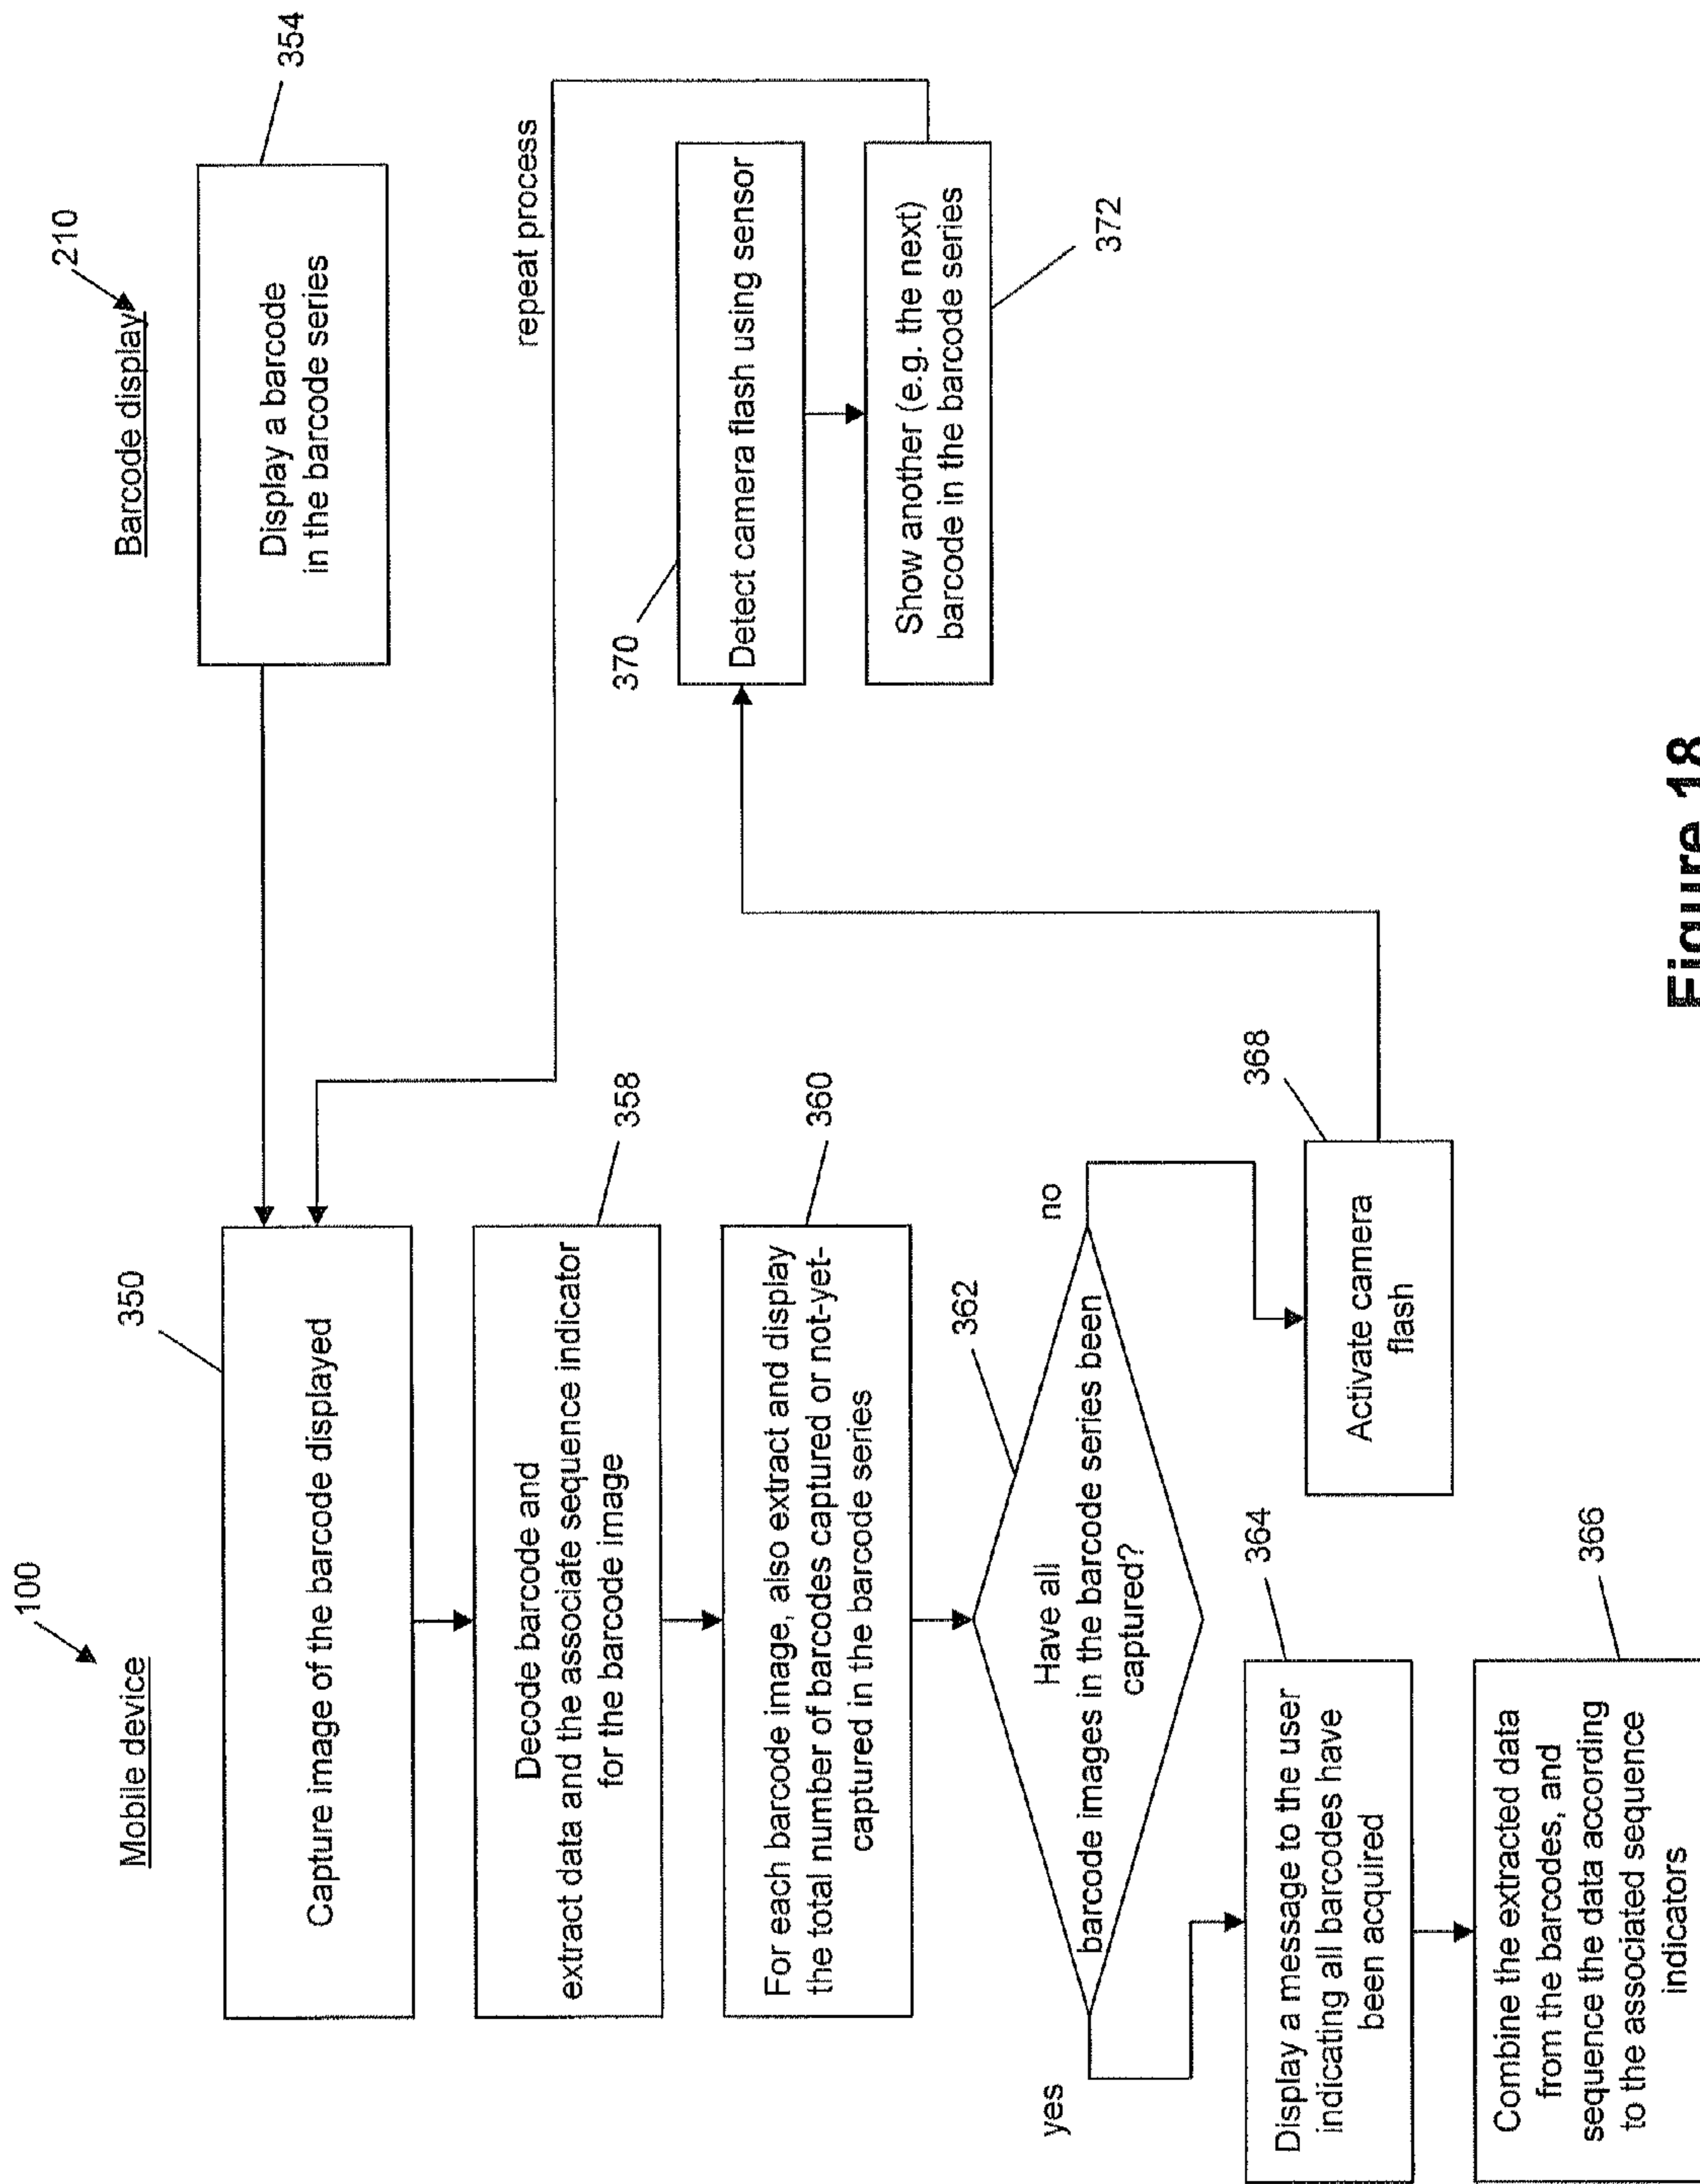 Mobile device
100
Barcode display
210
350
Capture image of the barcode displayed
Display a barcode
in the barcode series
354
Decode barcode and
extract data and the associate sequence indicator
for the barcode image
358
repeat process
For each barcode image, also extract and display
the total number of barcodes captured or not-yet-
captured in the barcode series
360
370
Detect camera flash using sensor
Show another (e.g. the next)
barcode in the barcode series
372
362
Have all
barcode images in the barcode series been
captured?
yes
no
Display a message to the user
indicating all barcodes have
been acquired
364
368
Activate camera
flash
Combine the extracted data
from the barcodes, and
sequence the data according
to the associated sequence
indicators
366
Figure 18